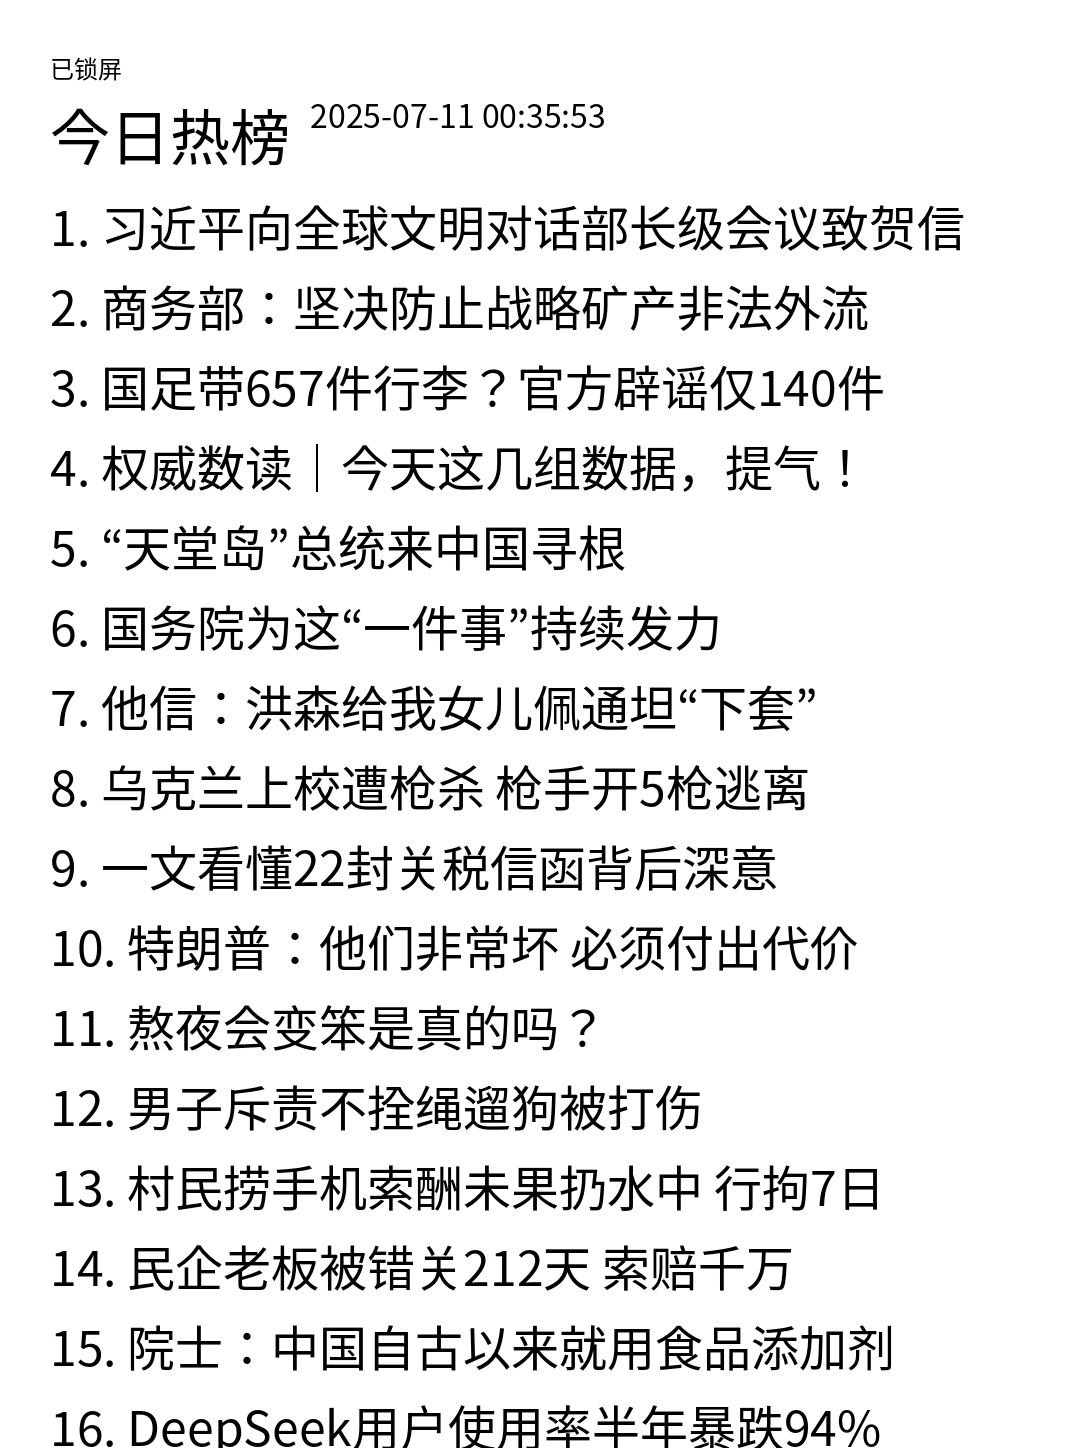 已锁屏
今日热榜 2025-07-11 00:35:53
1. 习近平向全球文明对话部长级会议致贺信
2. 商务部：坚决防止战略矿产非法外流
3. 国足带657件行李？官方辟谣仅140件
4. 权威数读｜今天这几组数据，提气！
5. “天堂岛”总统来中国寻根
6. 国务院为这“一件事”持续发力
7. 他信：洪森给我女儿佩通坦“下套”
8. 乌克兰上校遭枪杀 枪手开5枪逃离
9. 一文看懂22封关税信函背后深意
10. 特朗普：他们非常坏 必须付出代价
11. 熬夜会变笨是真的吗？
12. 男子斥责不拴绳遛狗被打伤
13. 村民捞手机索酬未果扔水中 行拘7日
14. 民企老板被错关212天 索赔千万
15. 院士：中国自古以来就用食品添加剂
16. DeepSeek用户使用率半年暴跌94%